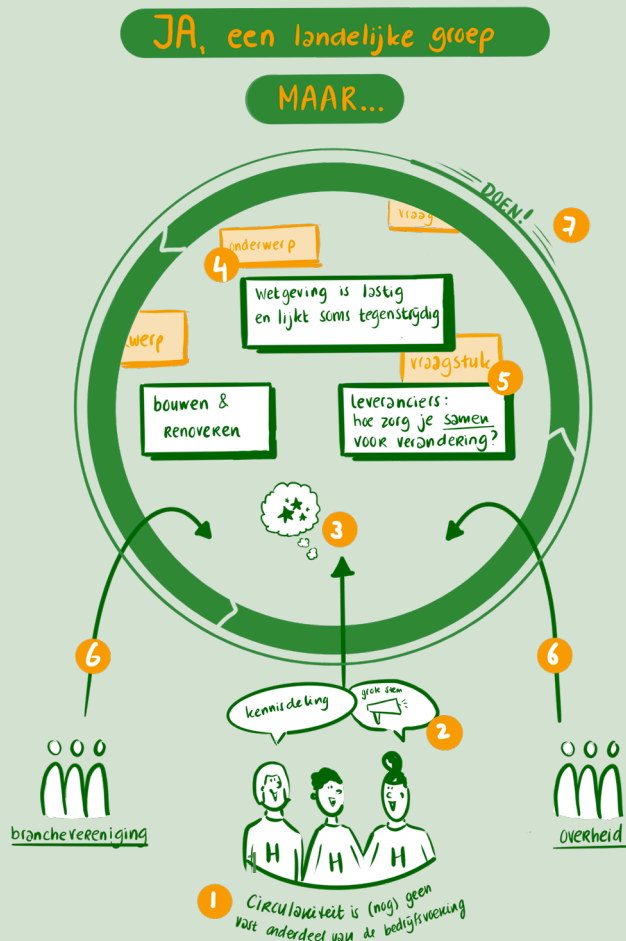 JA, een landelijke groep
MAAR...
DOEN!
7
vraag
onderwerp
4
Wetgeving is lastig
en lijkt soms tegenstrijdig
werp
vraagstuk
5
bouwen &
RENOVEREN
leveranciers:
hoe zorg je samen
voor verandering?
3
6
6
kennisdeling
grote stem
2
branchevereniging
H H H
overheid
1
Circulariteit is (nog) geen
vast onderdeel van de bedrijfsvoering